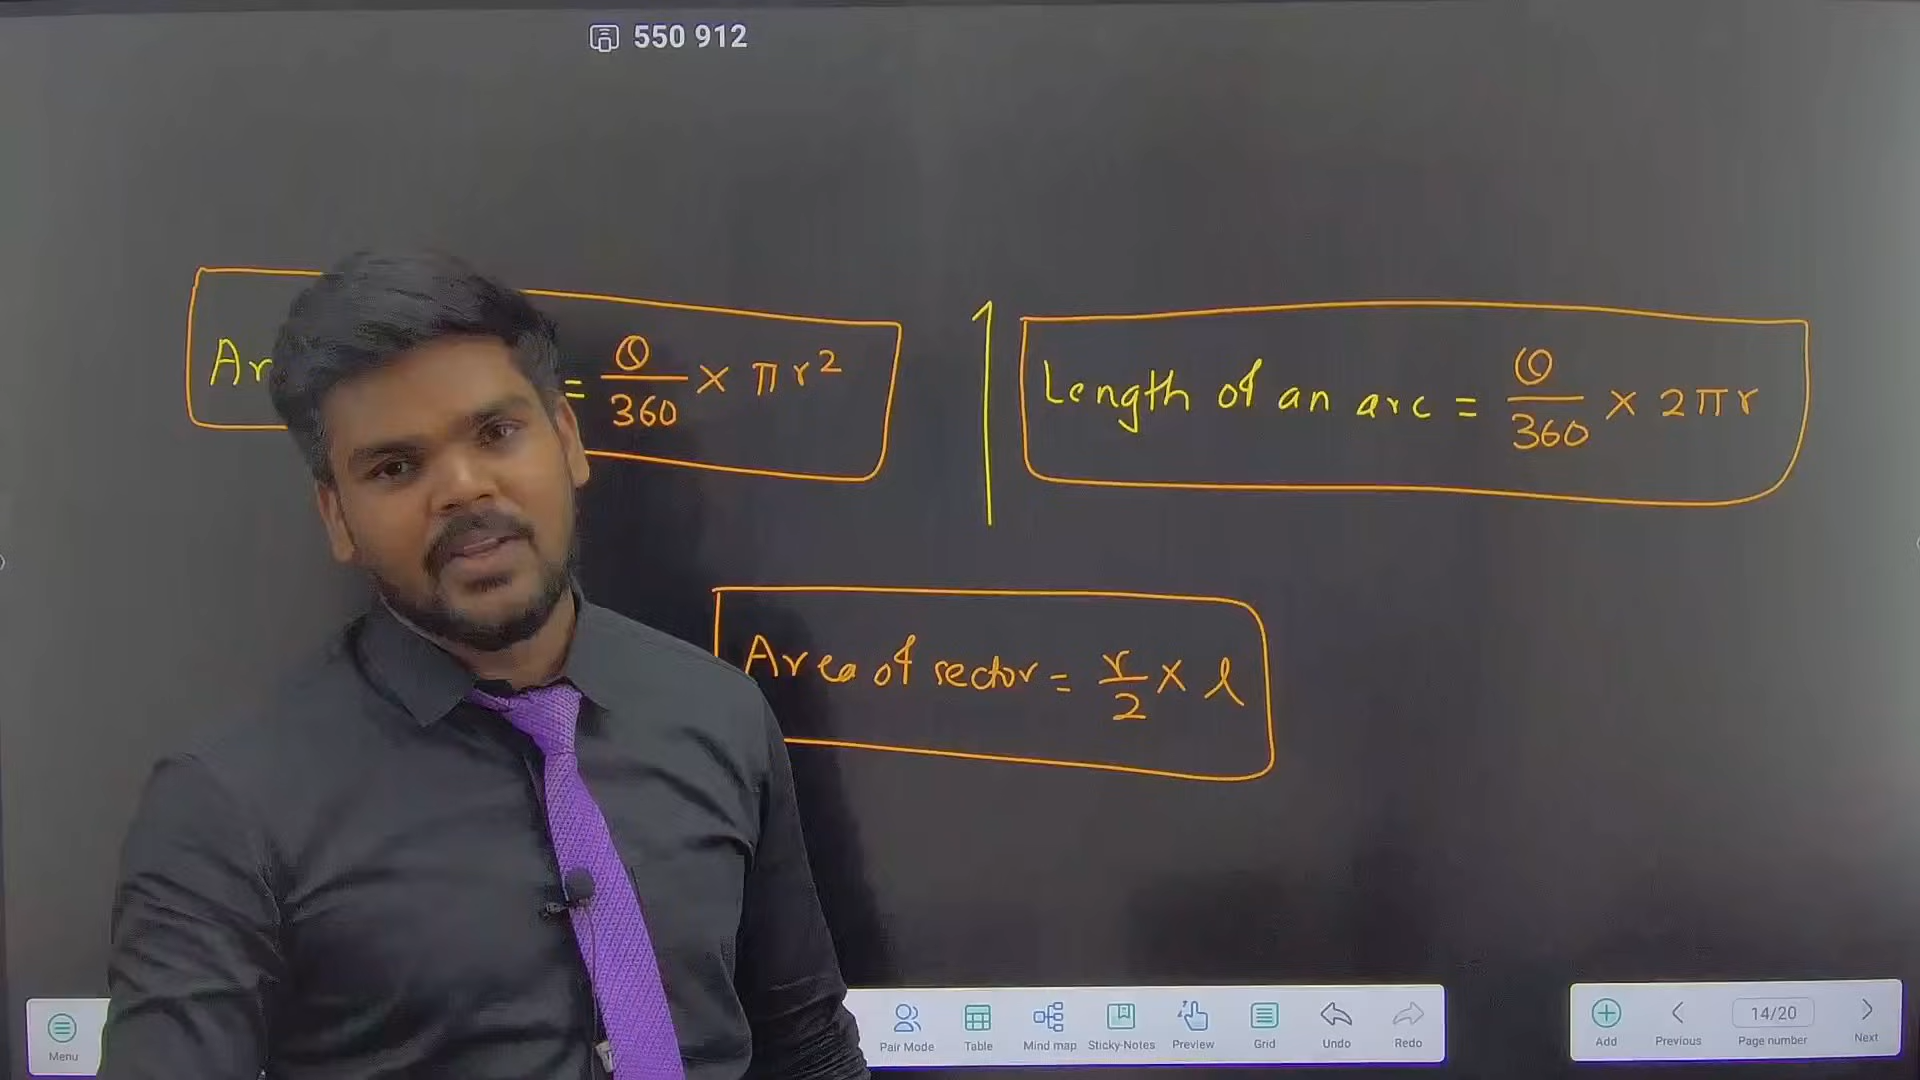 550 912
= θ/360 × πr²
Length of an arc = θ/360 × 2πr
Area of sector = r/2 × l
Menu
Pair Mode
Table
Mind map
Sticky-Notes
Preview
Grid
Undo
Redo
Add
Previous
14/20
Page number
Next